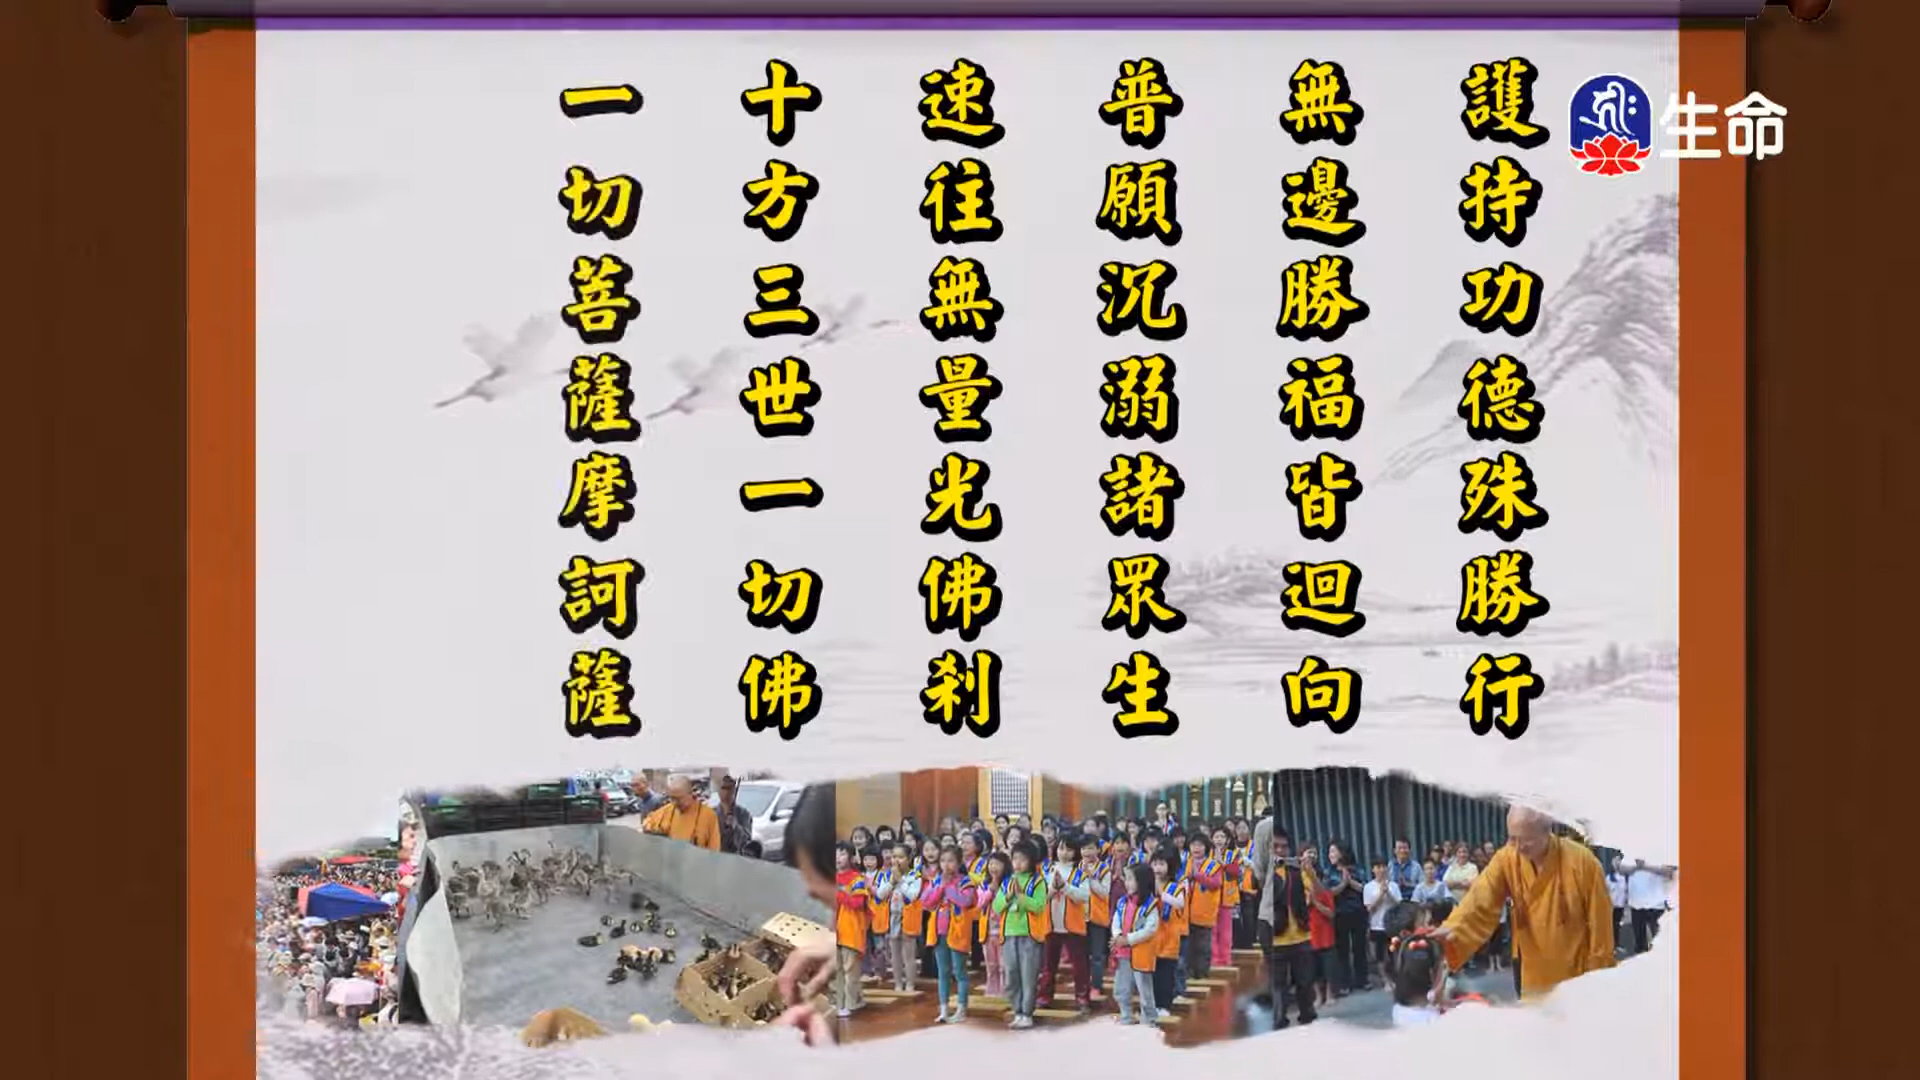 護持功德殊勝行
無邊勝福皆迴向
普願沉溺諸眾生
速往無量光佛剎
十方三世一切佛
一切菩薩摩訶薩
生命